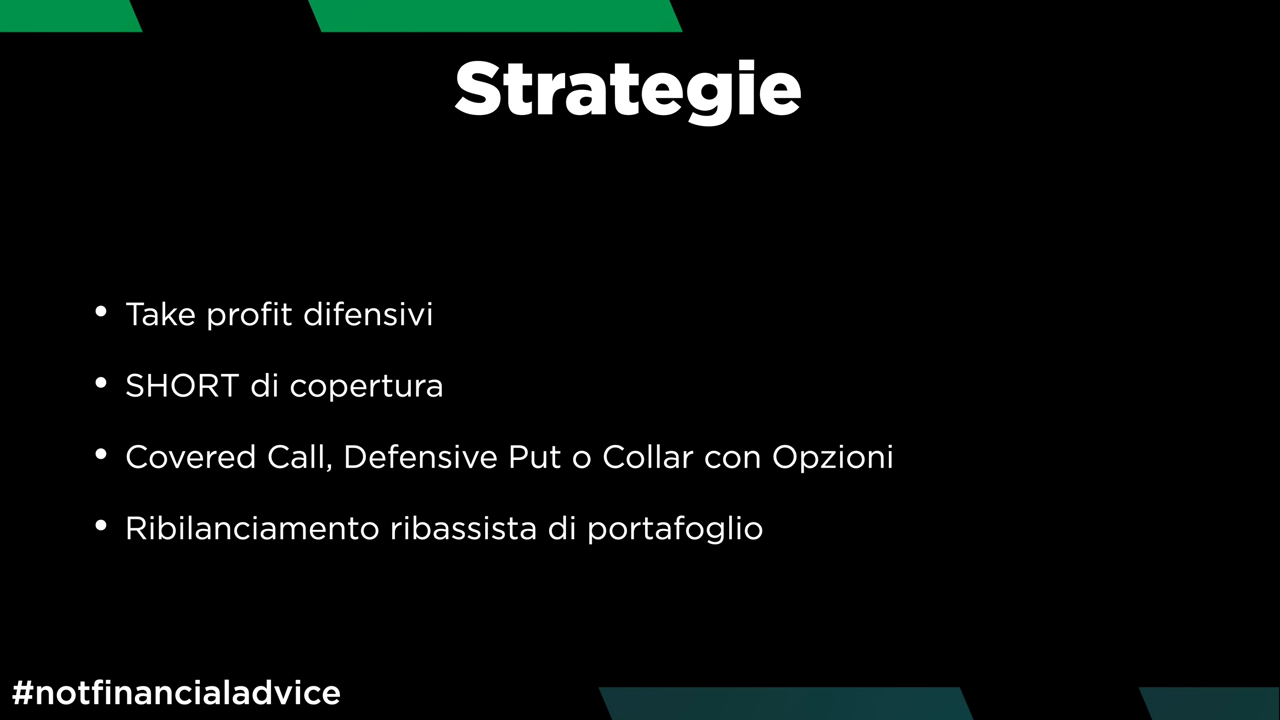 Strategie
• Take profit difensivi
• SHORT di copertura
• Covered Call, Defensive Put o Collar con Opzioni
• Ribilanciamento ribassista di portafoglio
#notfinancialadvice